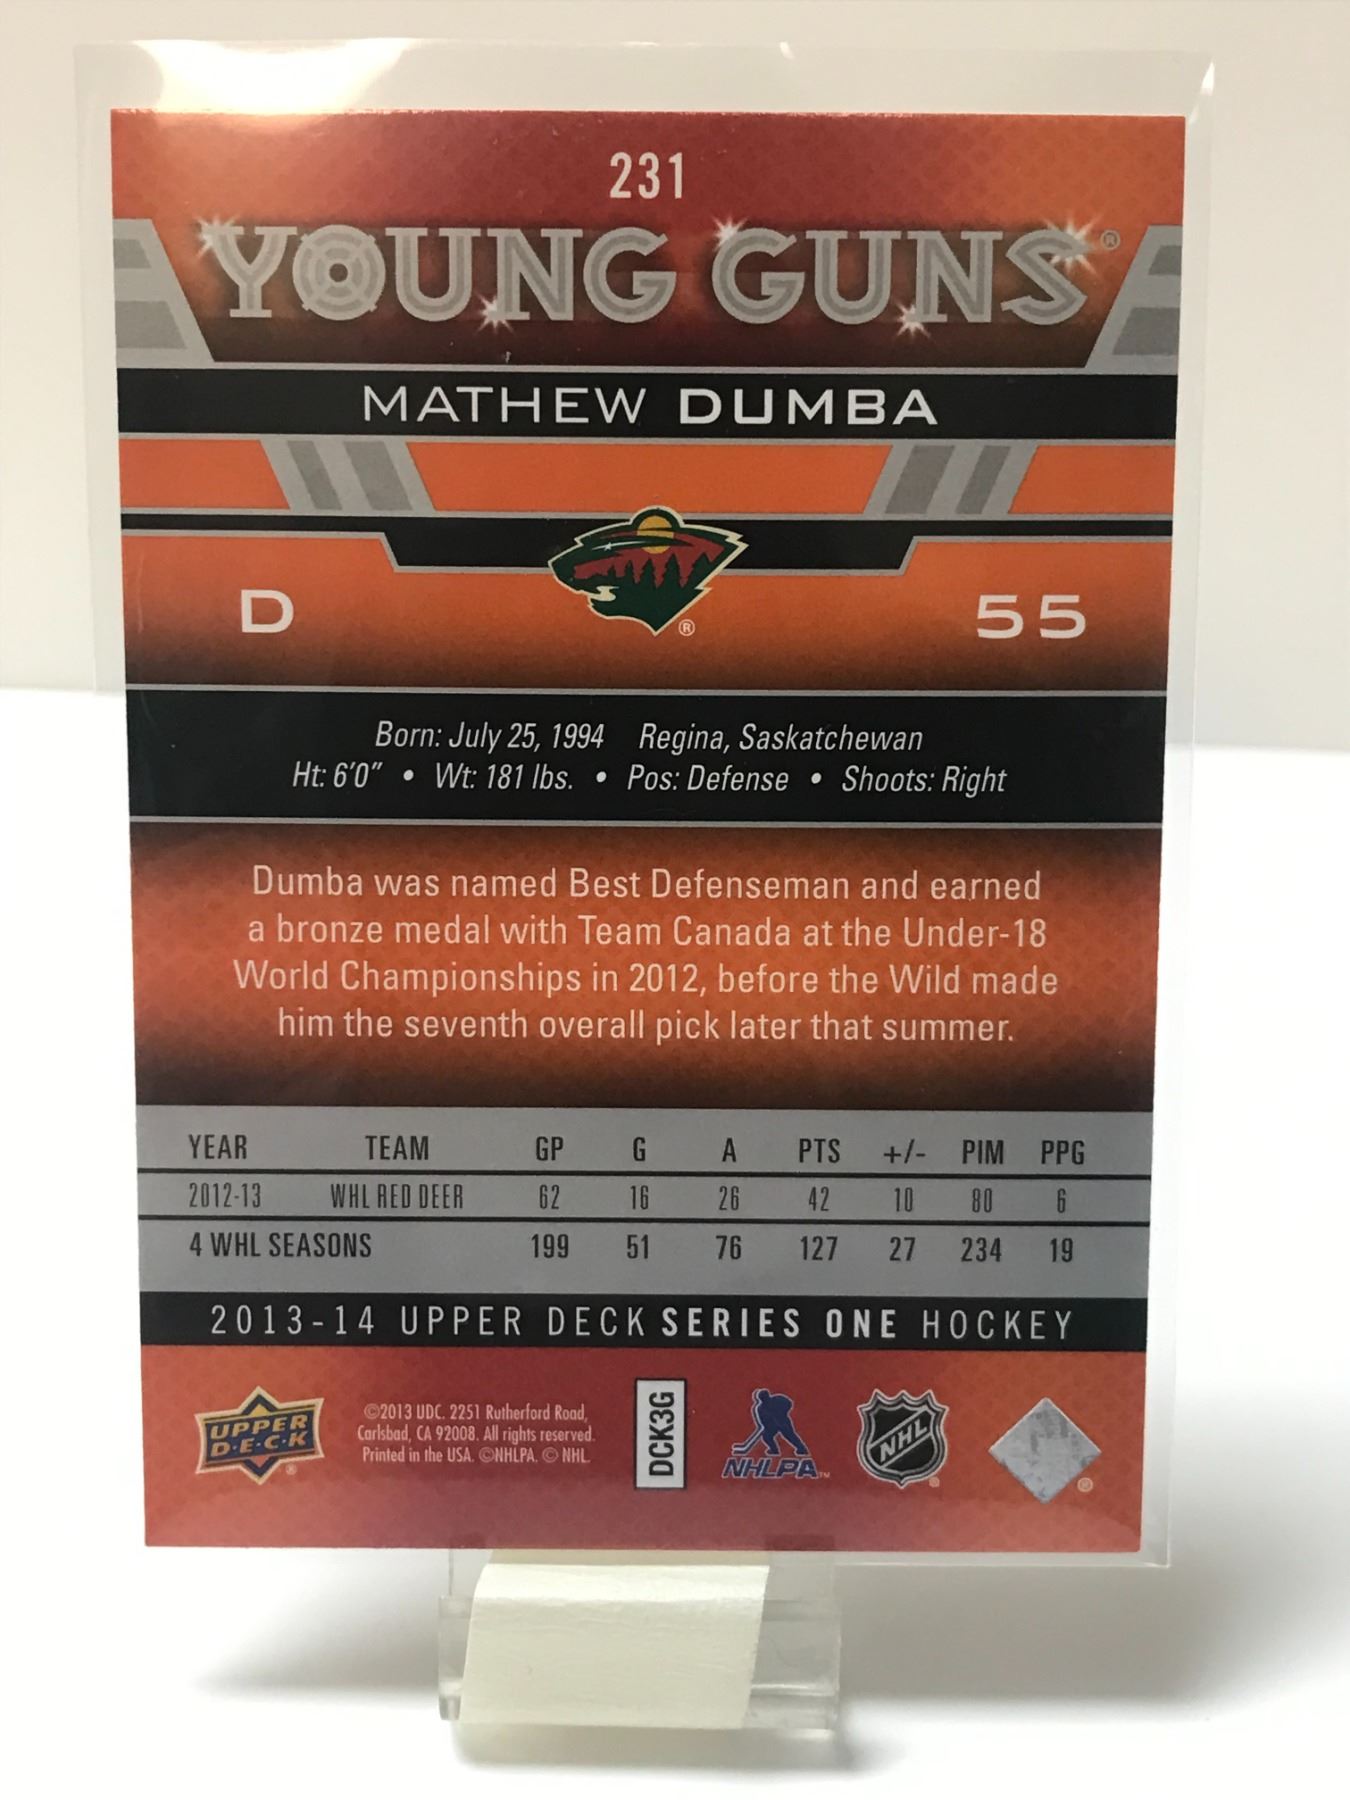 231
YOUNG GUNS®
MATHEW DUMBA
D
®
55
Born: July 25, 1994 Regina, Saskatchewan
Ht: 6'0" • Wt: 181 lbs. • Pos: Defense • Shoots: Right
Dumba was named Best Defenseman and earned
a bronze medal with Team Canada at the Under-18
World Championships in 2012, before the Wild made
him the seventh overall pick later that summer.
YEAR TEAM GP G A PTS +/- PIM PPG
2012-13 WHL RED DEER 62 16 26 42 10 80 6
4 WHL SEASONS 199 51 76 127 27 234 19
2013-14 UPPER DECK SERIES ONE HOCKEY
UPPER
D•E•C•K
®
©2013 UDC. 2251 Rutherford Road,
Carlsbad, CA 92008. All rights reserved.
Printed in the USA. ©NHLPA. © NHL.
DCK3G
NHLPA™
NHL
®
®